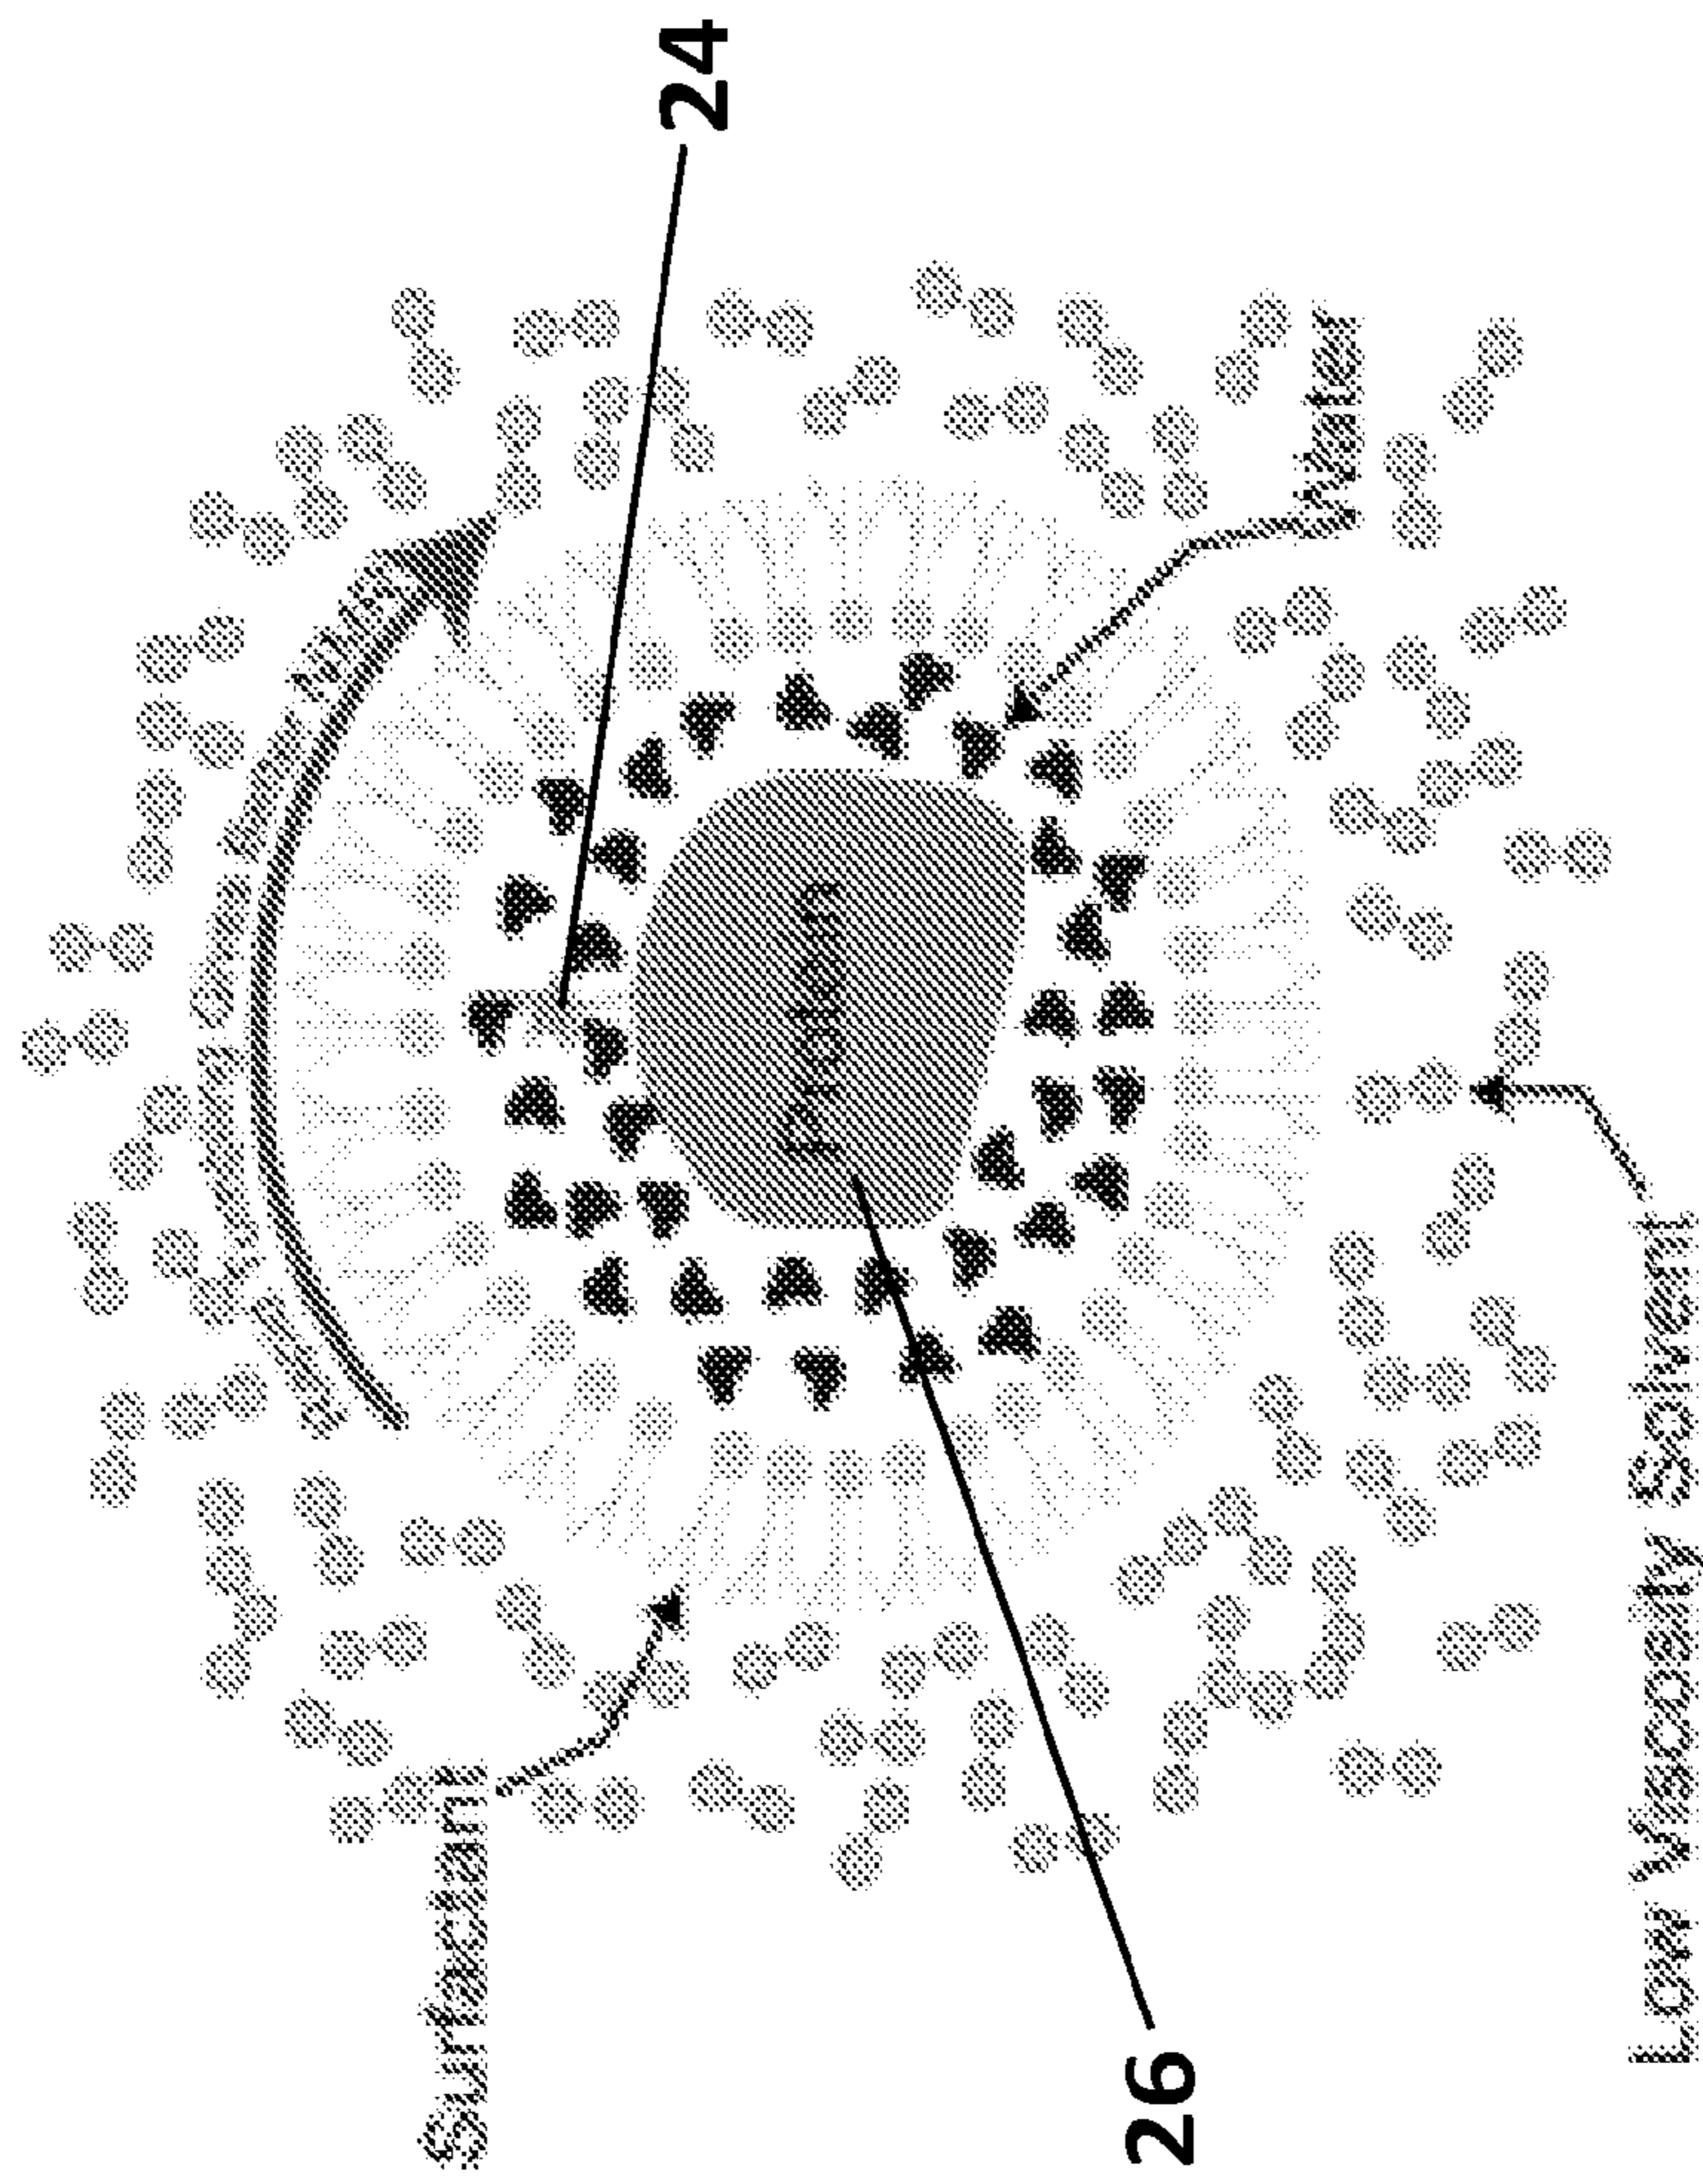 Surfactant
24
Protein
26
Water
Low Viscosity Solvent